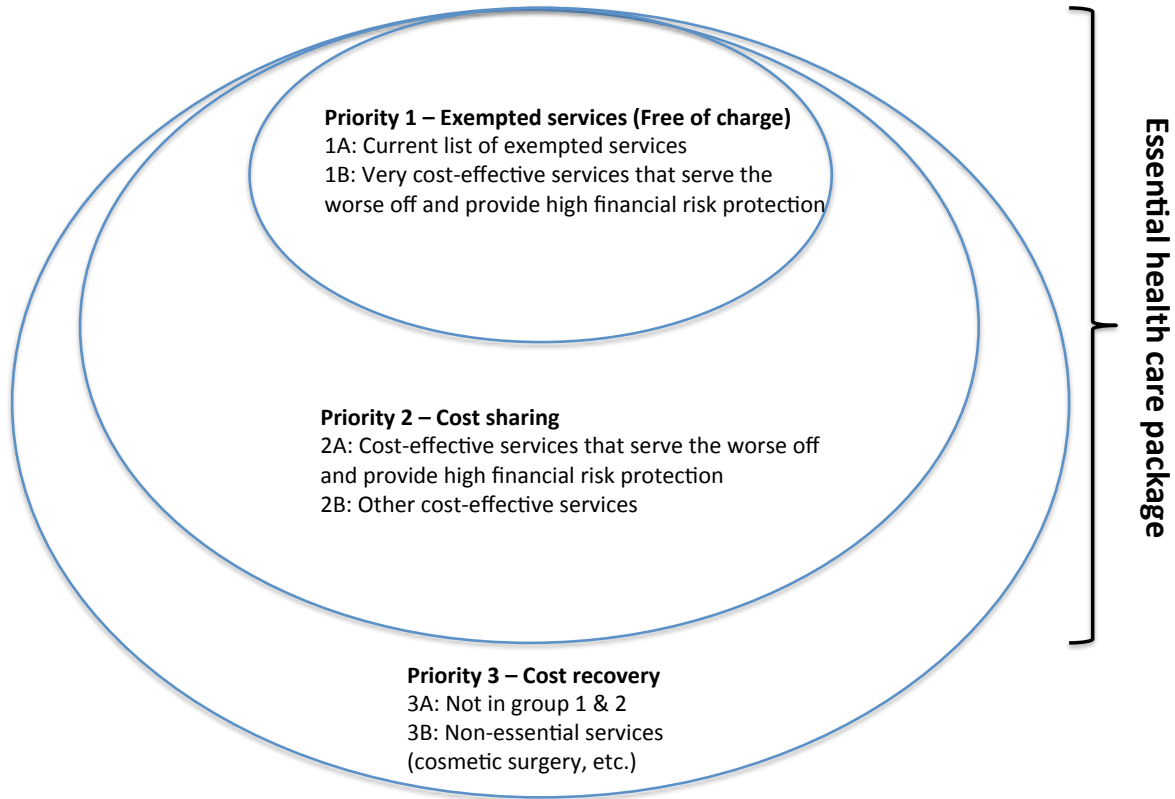 Priority 1 – Exempted services (Free of charge)
1A: Current list of exempted services
1B: Very cost-effective services that serve the
worse off and provide high financial risk protection
Priority 2 – Cost sharing
2A: Cost-effective services that serve the worse off
and provide high financial risk protection
2B: Other cost-effective services
Priority 3 – Cost recovery
3A: Not in group 1 & 2
3B: Non-essential services
(cosmetic surgery, etc.)
Essential health care package